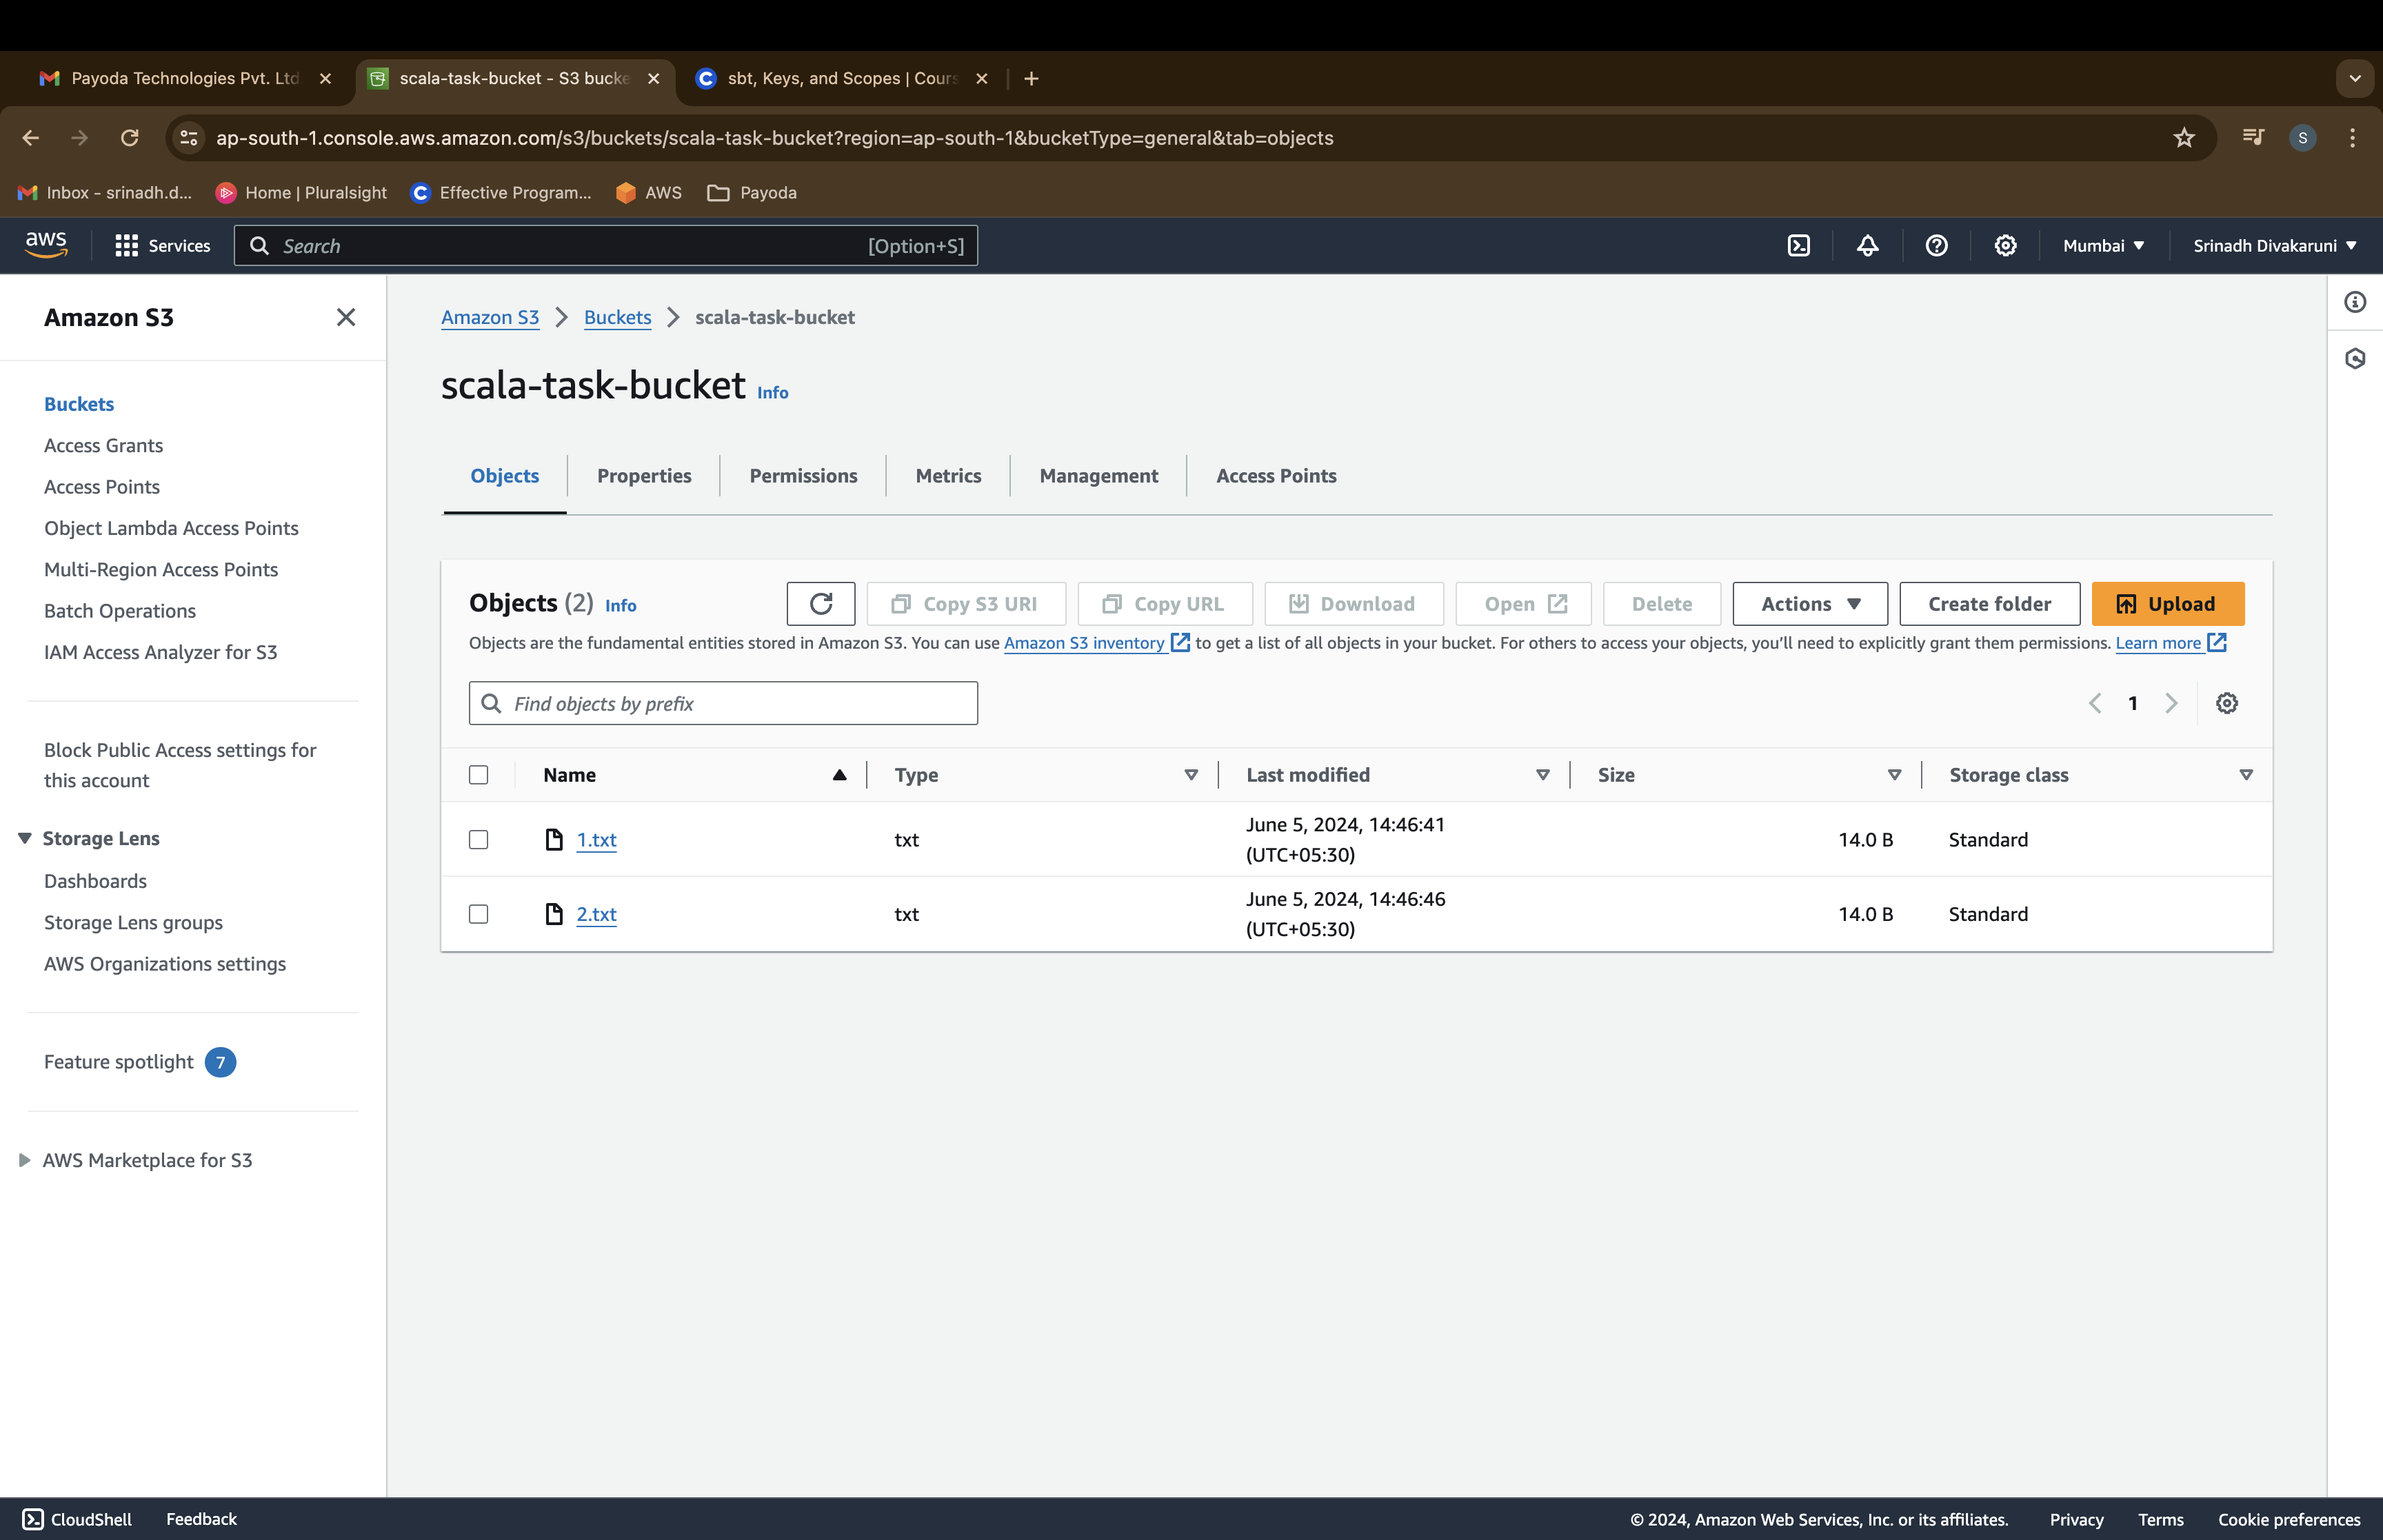 Payoda Technologies Pvt. Ltd
scala-task-bucket - S3 bucke
sbt, Keys, and Scopes | Cours
ap-south-1.console.aws.amazon.com/s3/buckets/scala-task-bucket?region=ap-south-1&bucketType=general&tab=objects
S
Inbox - srinadh.d...
Home | Pluralsight
Effective Program...
AWS
Payoda
aws
Services
Search
[Option+S]
Mumbai
Srinadh Divakaruni
Amazon S3
Buckets
Access Grants
Access Points
Object Lambda Access Points
Multi-Region Access Points
Batch Operations
IAM Access Analyzer for S3
Block Public Access settings for
this account
Storage Lens
Dashboards
Storage Lens groups
AWS Organizations settings
Feature spotlight 7
AWS Marketplace for S3
Amazon S3 > Buckets > scala-task-bucket
scala-task-bucket Info
Objects
Properties
Permissions
Metrics
Management
Access Points
Objects (2) Info
Copy S3 URI
Copy URL
Download
Open
Delete
Actions
Create folder
Upload
Objects are the fundamental entities stored in Amazon S3. You can use Amazon S3 inventory to get a list of all objects in your bucket. For others to access your objects, you'll need to explicitly grant them permissions. Learn more
Find objects by prefix
1
Name
Type
Last modified
Size
Storage class
1.txt
txt
June 5, 2024, 14:46:41
(UTC+05:30)
14.0 B
Standard
2.txt
txt
June 5, 2024, 14:46:46
(UTC+05:30)
14.0 B
Standard
CloudShell
Feedback
© 2024, Amazon Web Services, Inc. or its affiliates.
Privacy
Terms
Cookie preferences